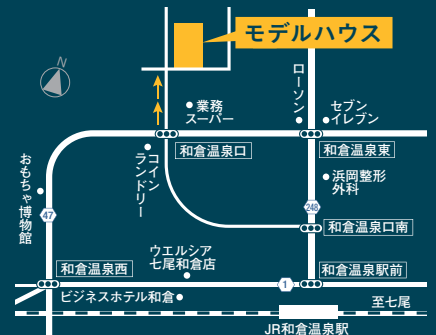 モデルハウス
N
ローソン
業務
スーパー
セブン
イレブン
和倉温泉口
和倉温泉東
コイン
ランドリー
おもちゃ博物館
浜岡整形
外科
47
248
和倉温泉口南
ウエルシア
七尾和倉店
和倉温泉西
1
和倉温泉駅前
ビジネスホテル和倉
至七尾
JR和倉温泉駅